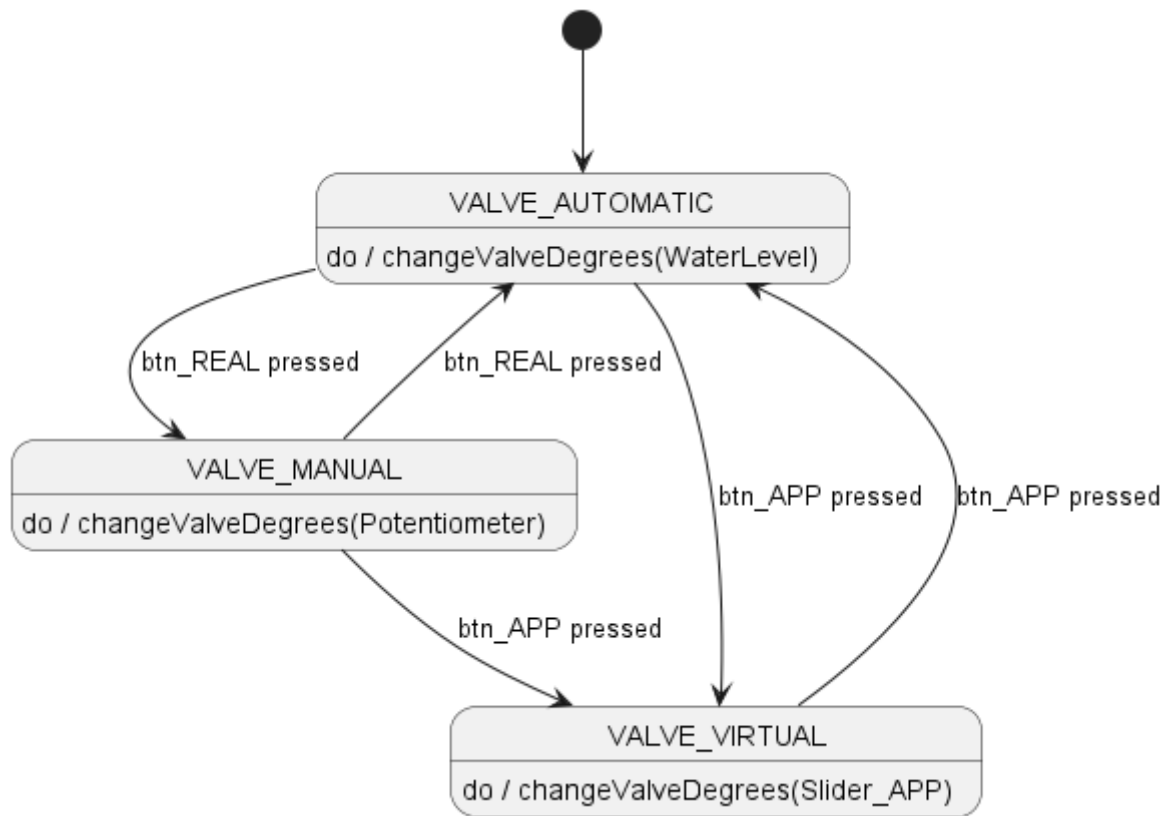 VALVE_AUTOMATIC
do / changeValveDegrees(WaterLevel)
btn_REAL pressed
btn_REAL pressed
VALVE_MANUAL
do / changeValveDegrees(Potentiometer)
btn_APP pressed
btn_APP pressed
btn_APP pressed
VALVE_VIRTUAL
do / changeValveDegrees(Slider_APP)